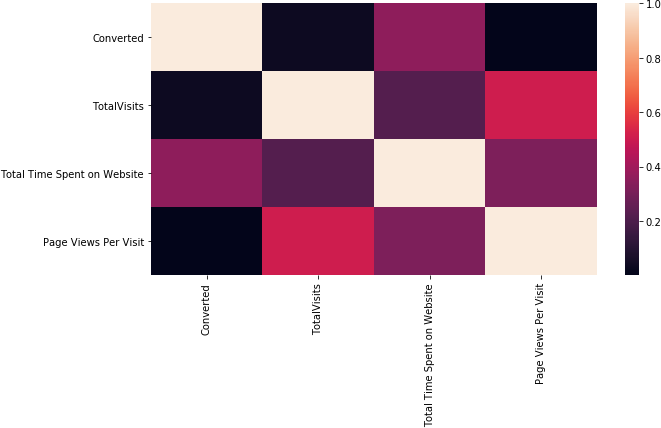 Converted
TotalVisits
Total Time Spent on Website
Page Views Per Visit
Converted
TotalVisits
Total Time Spent on Website
Page Views Per Visit
1.0
0.8
0.6
0.4
0.2